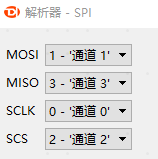 解析器 - SPI
MOSI 1 - '通道 1'
MISO 3 - '通道 3'
SCLK 0 - '通道 0'
SCS 2 - '通道 2'